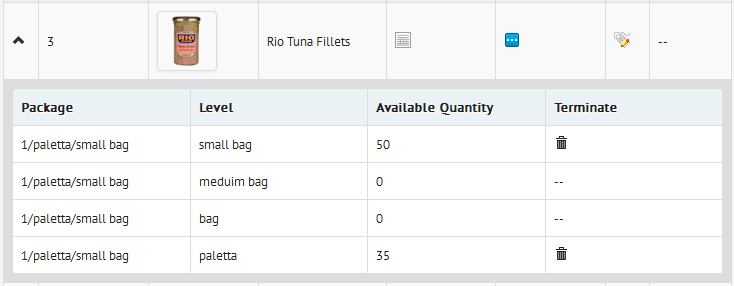 3 RIO Rio Tuna Fillets --
Package Level Available Quantity Terminate
1/paletta/small bag small bag 50
1/paletta/small bag meduim bag 0 --
1/paletta/small bag bag 0 --
1/paletta/small bag paletta 35